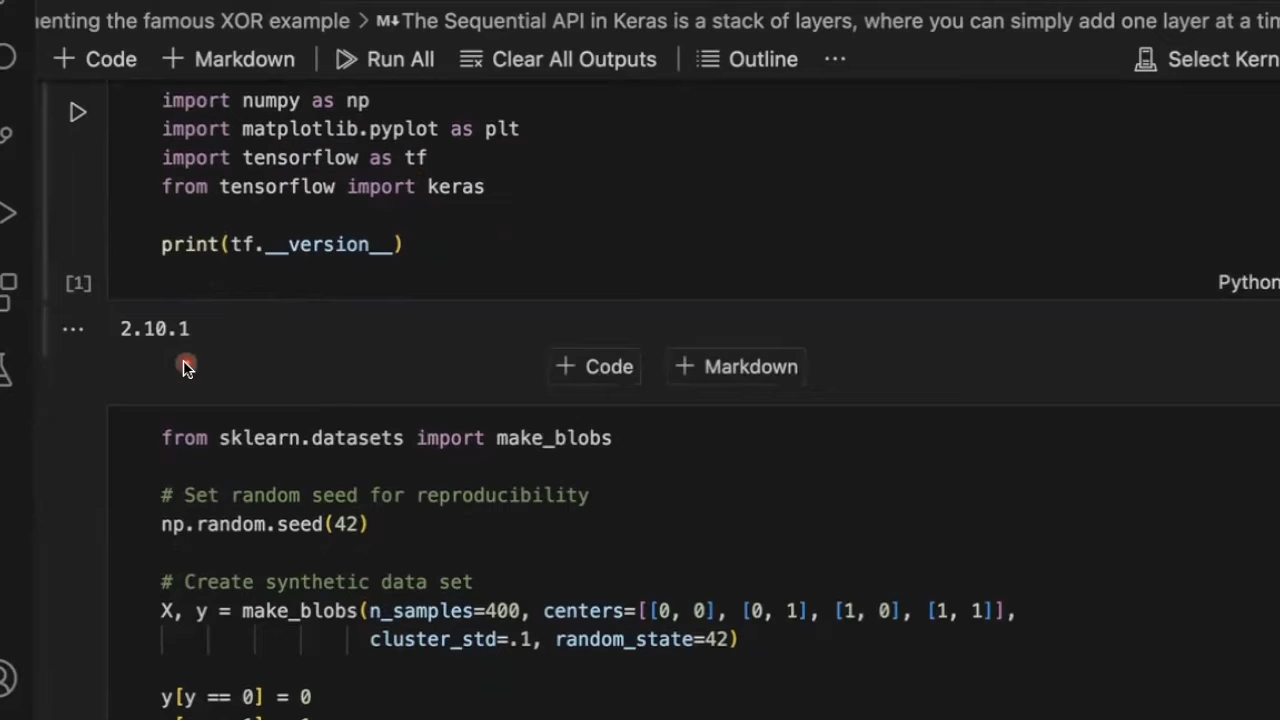 enting the famous XOR example > M↓The Sequential API in Keras is a stack of layers, where you can simply add one layer at a
+ Code + Markdown Run All Clear All Outputs Outline ... Select Kern
import numpy as np
import matplotlib.pyplot as plt
import tensorflow as tf
from tensorflow import keras
print(tf.__version__)
[1]
Python
... 2.10.1
+ Code + Markdown
from sklearn.datasets import make_blobs
# Set random seed for reproducibility
np.random.seed(42)
# Create synthetic data set
X, y = make_blobs(n_samples=400, centers=[[0, 0], [0, 1], [1, 0], [1, 1]],
cluster_std=.1, random_state=42)
y[y == 0] = 0